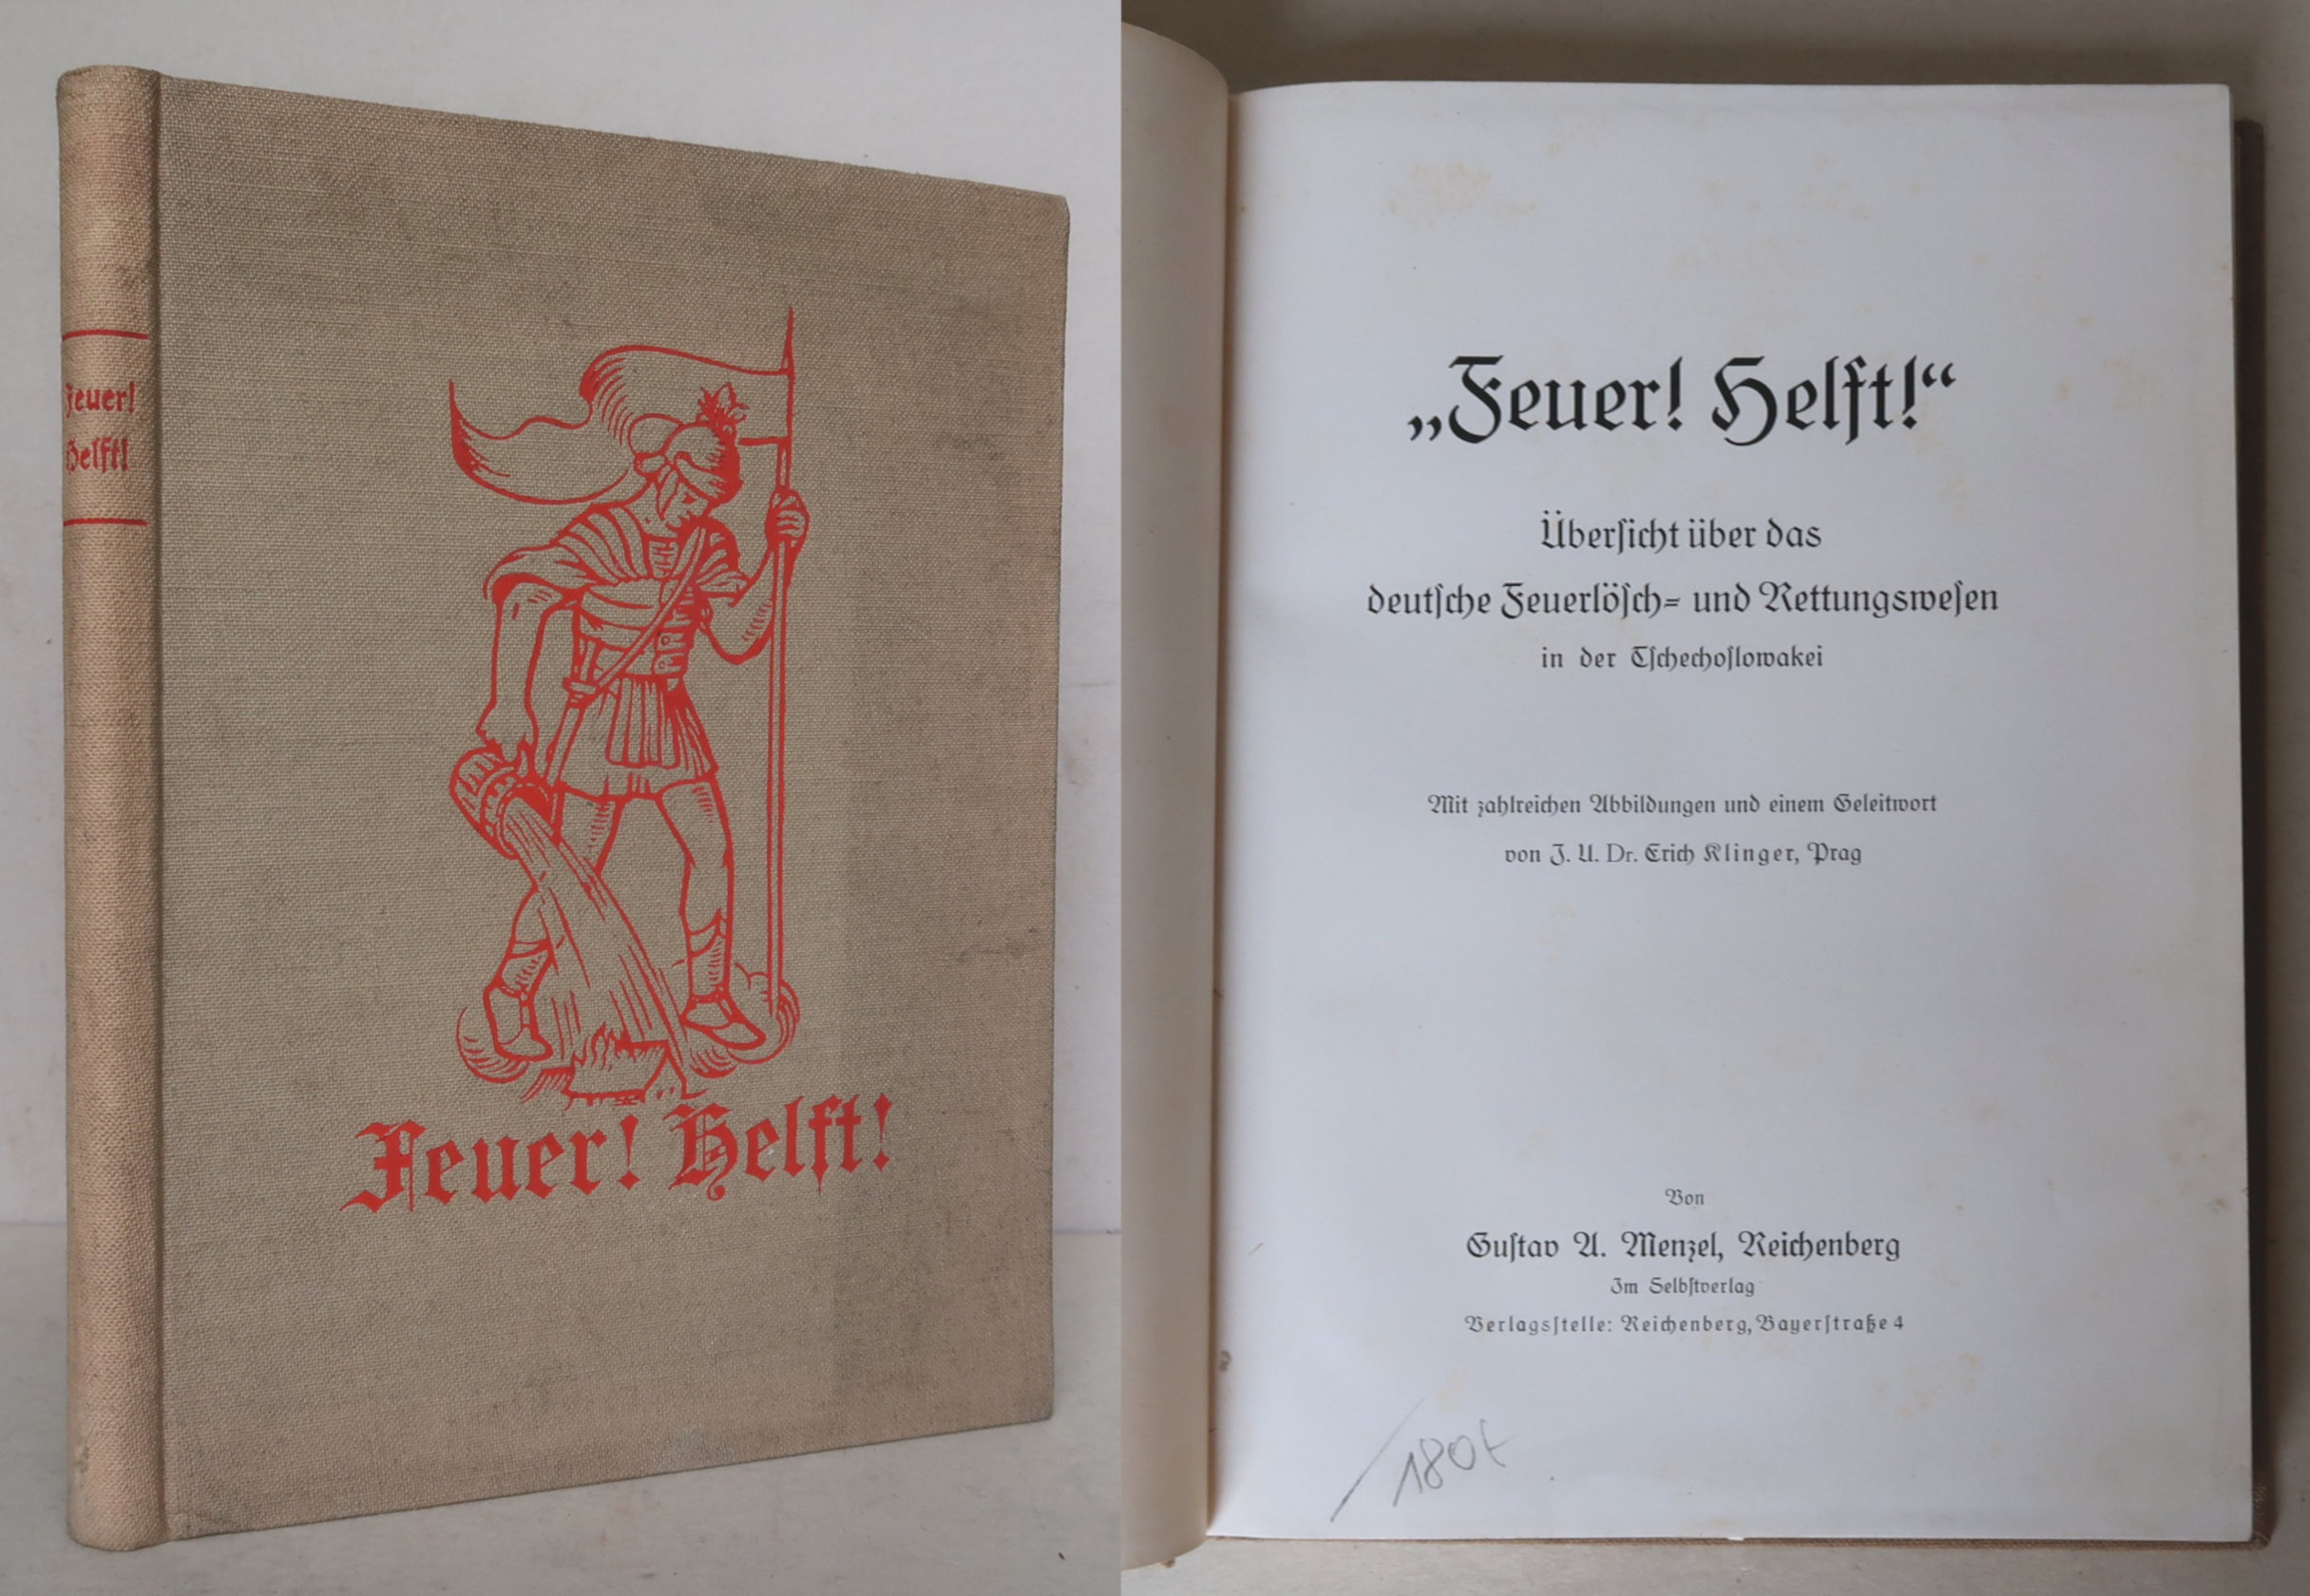 Feuer!
Helft!
Feuer! Helft!
„Feuer! Helft!“
Überſicht über das
deutſche Feuerlöſch- und Rettungsweſen
in der Tſchechoſlowakei
Mit zahlreichen Abbildungen und einem Geleitwort
von J. U. Dr. Erich Klinger, Prag
Von
Guſtav A. Menzel, Reichenberg
Im Selbſtverlag
Verlagsſtelle: Reichenberg, Bayerſtraße 4